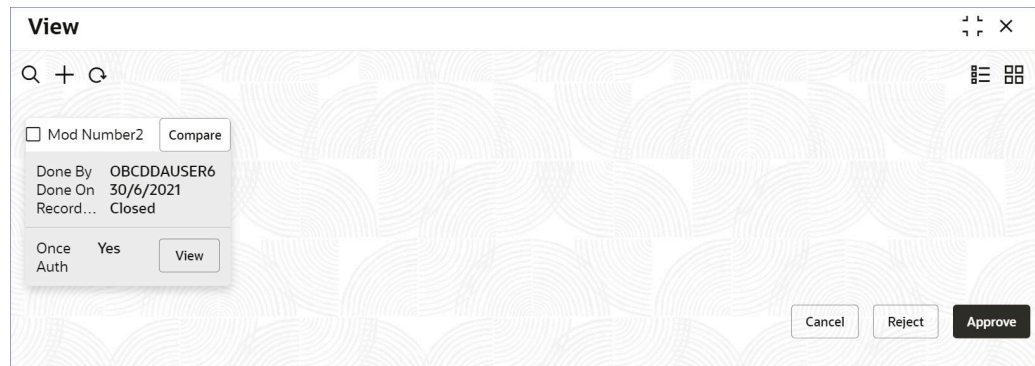 View
Mod Number2 Compare
Done By OBCDDAUSER6
Done On 30/6/2021
Record... Closed
Once Auth Yes View
Cancel Reject Approve